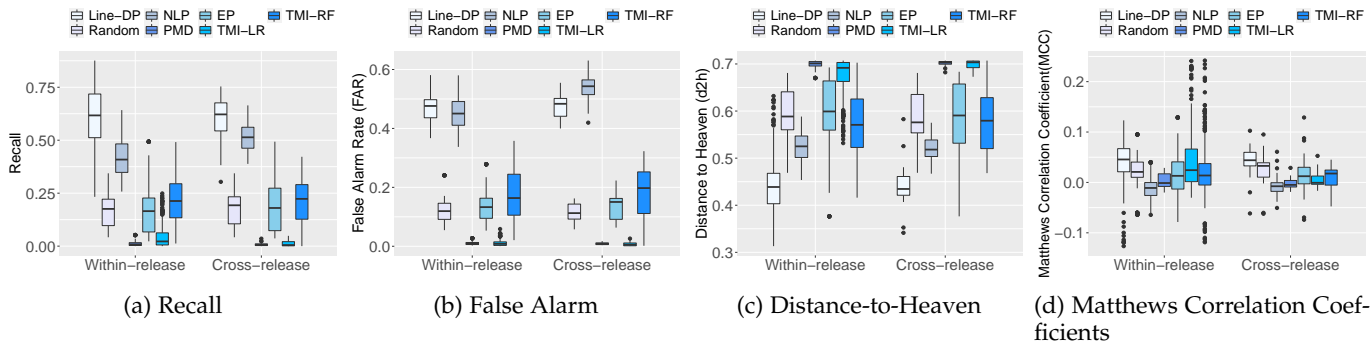 Line−DP NLP EP TMI−RF
Random PMD TMI−LR
Recall
0.75
0.50
0.25
0.00
Within−release Cross−release
(a) Recall
Line−DP NLP EP TMI−RF
Random PMD TMI−LR
False Alarm Rate (FAR)
0.6
0.4
0.2
0.0
Within−release Cross−release
(b) False Alarm
Line−DP NLP EP TMI−RF
Random PMD TMI−LR
Distance to Heaven (d2h)
0.7
0.6
0.5
0.4
0.3
Within−release Cross−release
(c) Distance-to-Heaven
Line−DP NLP EP TMI−RF
Random PMD TMI−LR
Matthews Correlation Coefficient(MCC)
0.2
0.1
0.0
−0.1
Within−release Cross−release
(d) Matthews Correlation Coef-
ficients